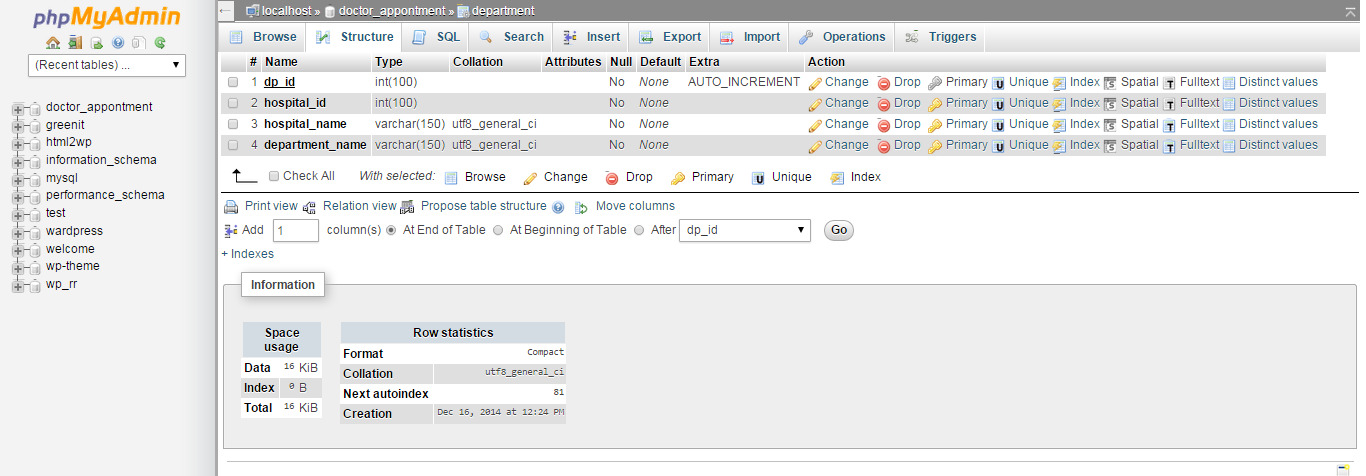 phpMyAdmin
(Recent tables) ...
doctor_appontment
greenit
html2wp
information_schema
mysql
performance_schema
test
wardpress
welcome
wp-theme
wp_rr
localhost » doctor_appontment » department
Browse Structure SQL Search Insert Export Import Operations Triggers
# Name Type Collation Attributes Null Default Extra Action
1 dp_id int(100) No None AUTO_INCREMENT Change Drop Primary Unique Index Spatial Fulltext Distinct values
2 hospital_id int(100) No None Change Drop Primary Unique Index Spatial Fulltext Distinct values
3 hospital_name varchar(150) utf8_general_ci No None Change Drop Primary Unique Index Spatial Fulltext Distinct values
4 department_name varchar(150) utf8_general_ci No None Change Drop Primary Unique Index Spatial Fulltext Distinct values
Check All With selected: Browse Change Drop Primary Unique Index
Print view Relation view Propose table structure Move columns
Add 1 column(s) At End of Table At Beginning of Table After dp_id Go
+ Indexes
Information
Space usage
Data 16 KiB
Index 0 B
Total 16 KiB
Row statistics
Format Compact
Collation utf8_general_ci
Next autoindex 81
Creation Dec 16, 2014 at 12:24 PM